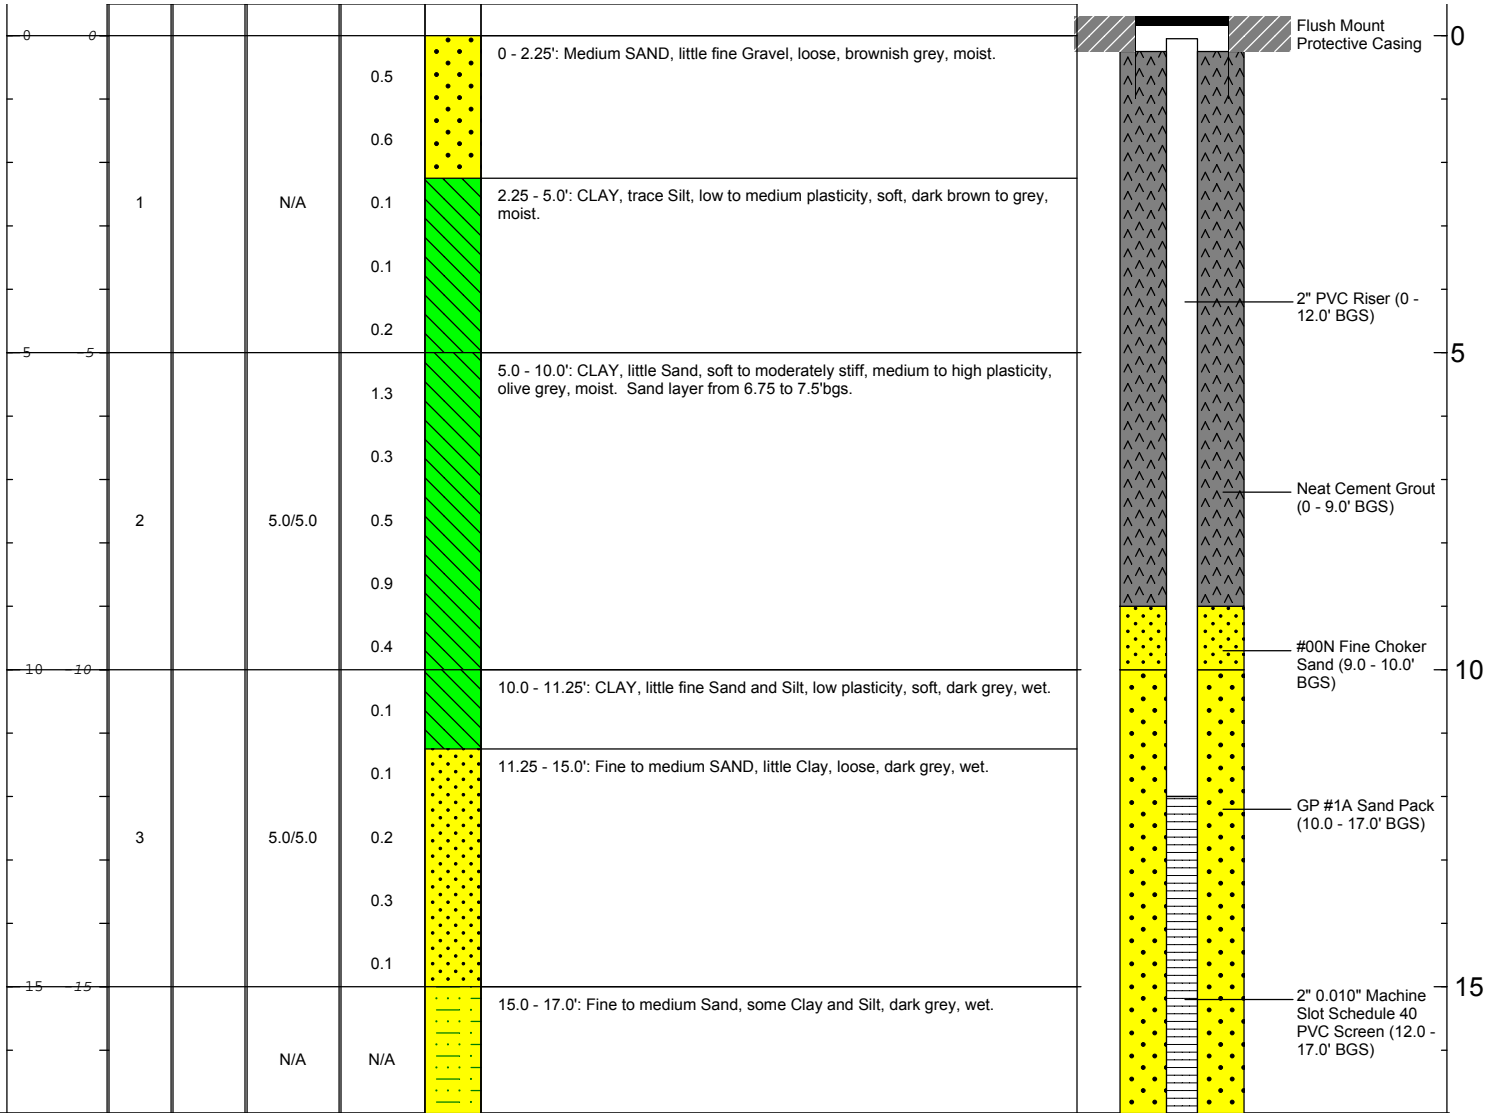 0 0
0 - 2.25': Medium SAND, little fine Gravel, loose, brownish grey, moist.
Flush Mount
Protective Casing
0
0.5
0.6
1
N/A
0.1
2.25 - 5.0': CLAY, trace Silt, low to medium plasticity, soft, dark brown to grey,
moist.
0.1
0.2
2" PVC Riser (0 -
12.0' BGS)
-5 -5
5
5.0 - 10.0': CLAY, little Sand, soft to moderately stiff, medium to high plasticity,
olive grey, moist. Sand layer from 6.75 to 7.5'bgs.
1.3
0.3
2
5.0/5.0
0.5
Neat Cement Grout
(0 - 9.0' BGS)
0.9
0.4
#00N Fine Choker
Sand (9.0 - 10.0'
BGS)
-10 -10
10
10.0 - 11.25': CLAY, little fine Sand and Silt, low plasticity, soft, dark grey, wet.
0.1
11.25 - 15.0': Fine to medium SAND, little Clay, loose, dark grey, wet.
0.1
3
5.0/5.0
0.2
GP #1A Sand Pack
(10.0 - 17.0' BGS)
0.3
0.1
-15 -15
15
15.0 - 17.0': Fine to medium Sand, some Clay and Silt, dark grey, wet.
2" 0.010" Machine
Slot Schedule 40
PVC Screen (12.0 -
17.0' BGS)
N/A
N/A